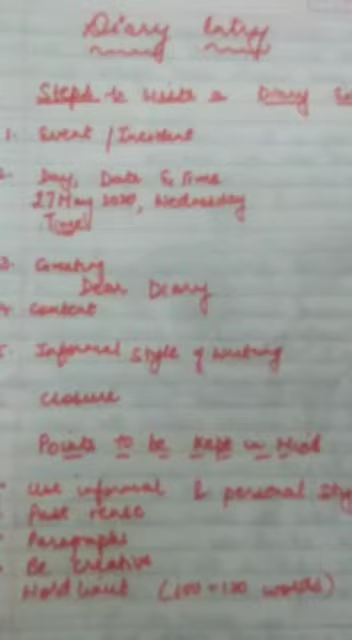 Diary Entry
Steps to write a Diary
1. Event / Incident
Day, Date & Time
27 May 2020, Wednesday
Time
3. Greeting
Dear Diary
Content
5. Informal style of writing
closure
Points to be kept in mind
Use informal & personal
Past tense
Paragraphs
Be creative
Word limit (100-120 words)